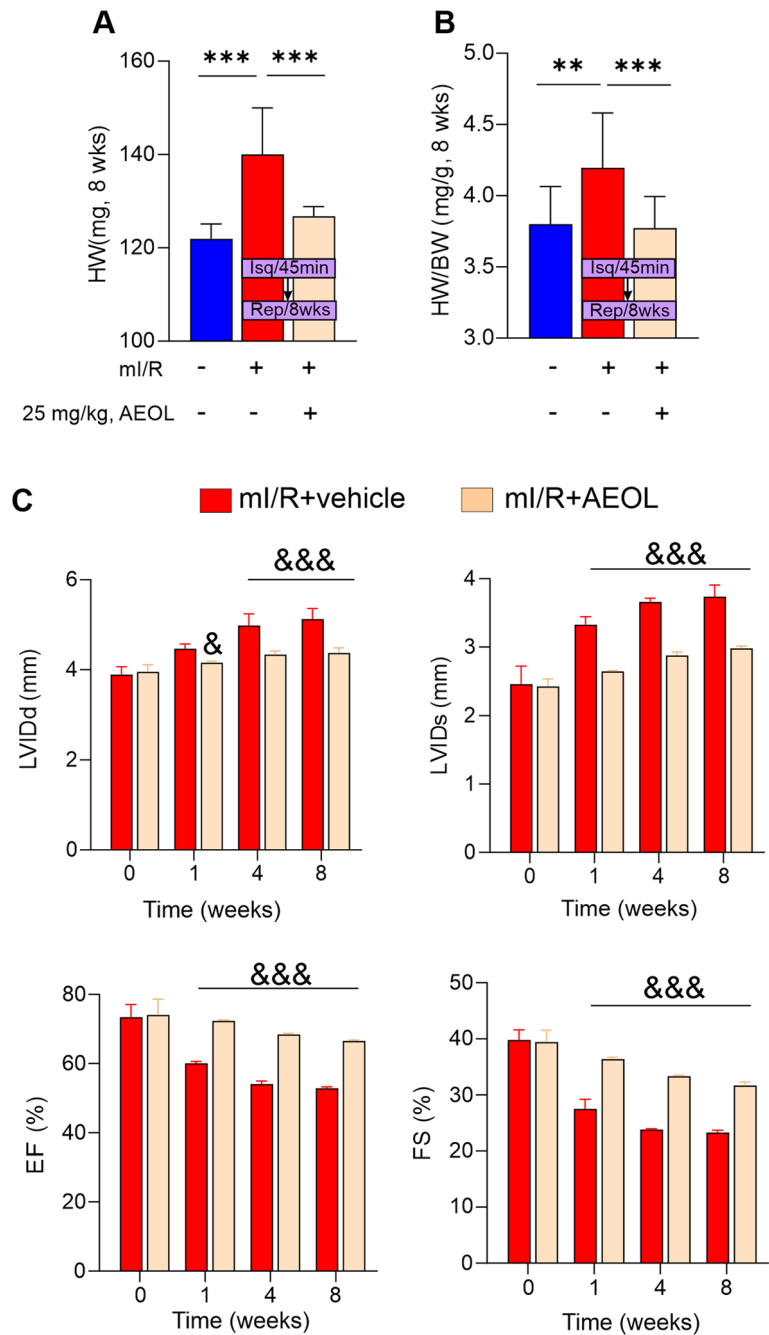 A
B
*** ***
** ***
HW(mg, 8 wks)
160
140
120
100
Isq/45min
Rep/8wks
HW/BW (mg/g, 8 wks)
5.0
4.5
4.0
3.5
3.0
Isq/45min
Rep/8wks
mI/R - + +
- + +
25 mg/kg, AEOL - - +
- - +
C
mI/R+vehicle
mI/R+AEOL
LVIDd (mm)
6
4
2
0
&
&&&
0 1 4 8
Time (weeks)
LVIDs (mm)
4
3
2
1
0
&&&
0 1 4 8
Time (weeks)
EF (%)
80
60
40
20
0
&&&
0 1 4 8
Time (weeks)
FS (%)
50
40
30
20
10
0
&&&
0 1 4 8
Time (weeks)